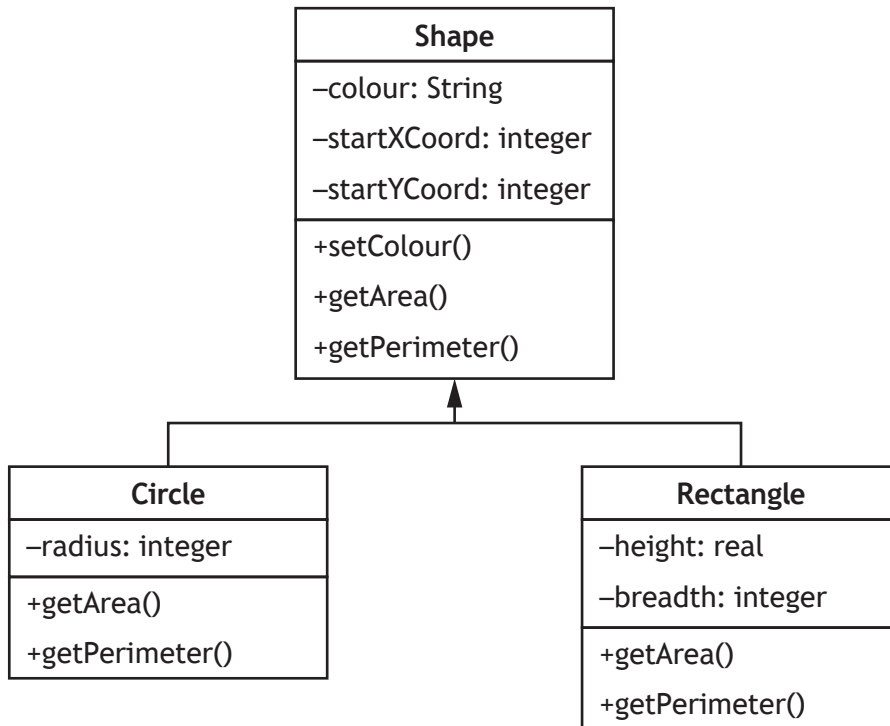 Shape
–colour: String
–startXCoord: integer
–startYCoord: integer
+setColour()
+getArea()
+getPerimeter()
Circle
–radius: integer
+getArea()
+getPerimeter()
Rectangle
–height: real
–breadth: integer
+getArea()
+getPerimeter()